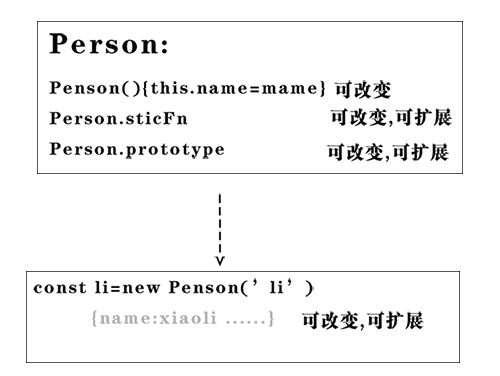 Person:
Penson(){this.name=mame} 可改变
Person.sticFn 可改变,可扩展
Person.prototype 可改变,可扩展
const li=new Penson(’li’)
{name:xiaoli ......} 可改变,可扩展